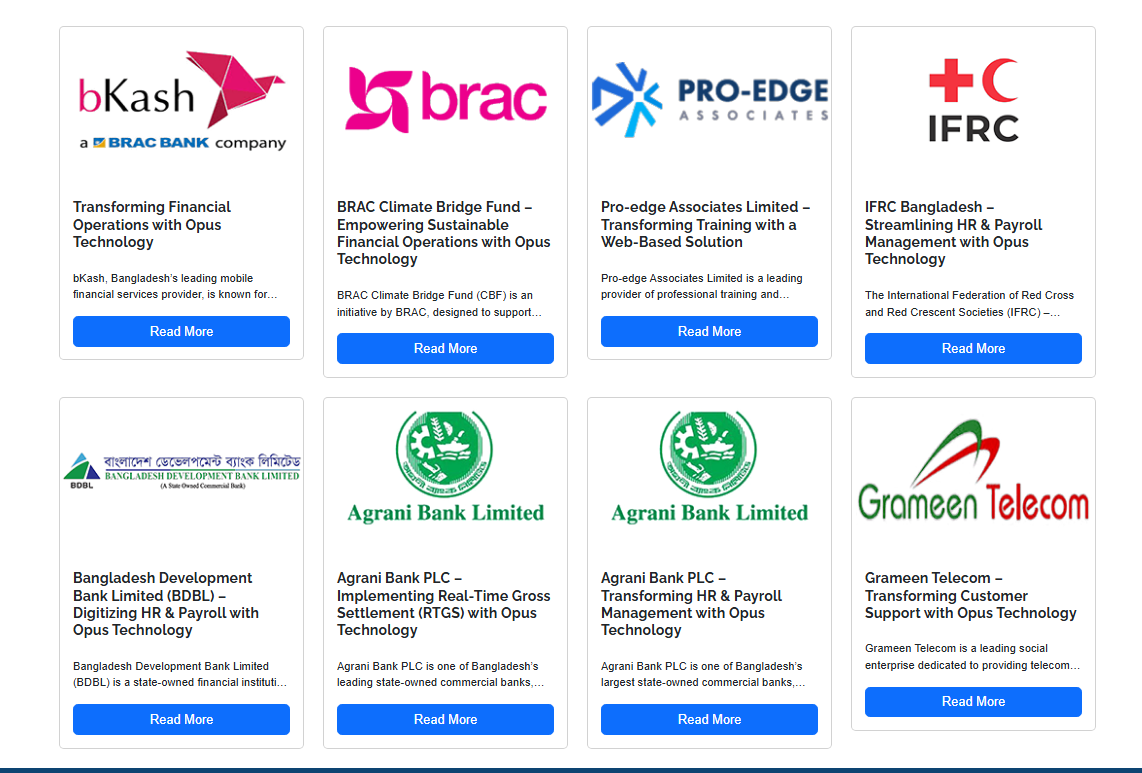 bKash
a BRAC BANK company
Transforming Financial
Operations with Opus
Technology
bKash, Bangladesh's leading mobile
financial services provider, is known for...
Read More
brac
BRAC Climate Bridge Fund –
Empowering Sustainable
Financial Operations with Opus
Technology
BRAC Climate Bridge Fund (CBF) is an
initiative by BRAC, designed to support...
Read More
PRO-EDGE
ASSOCIATES
Pro-edge Associates Limited –
Transforming Training with a
Web-Based Solution
Pro-edge Associates Limited is a leading
provider of professional training and...
Read More
IFRC
IFRC Bangladesh –
Streamlining HR & Payroll
Management with Opus
Technology
The International Federation of Red Cross
and Red Crescent Societies (IFRC) –...
Read More
বাংলাদেশ ডেভেলপমেন্ট ব্যাংক লিমিটেড
BANGLADESH DEVELOPMENT BANK LIMITED
(A State Owned Commercial Bank)
BDBL
Bangladesh Development
Bank Limited (BDBL) –
Digitizing HR & Payroll with
Opus Technology
Bangladesh Development Bank Limited
(BDBL) is a state-owned financial instituti...
Read More
Agrani Bank Limited
Agrani Bank PLC –
Implementing Real-Time Gross
Settlement (RTGS) with Opus
Technology
Agrani Bank PLC is one of Bangladesh's
leading state-owned commercial banks,...
Read More
Agrani Bank Limited
Agrani Bank PLC –
Transforming HR & Payroll
Management with Opus
Technology
Agrani Bank PLC is one of Bangladesh's
largest state-owned commercial banks,...
Read More
Grameen Telecom
Grameen Telecom –
Transforming Customer
Support with Opus Technology
Grameen Telecom is a leading social
enterprise dedicated to providing telecom...
Read More